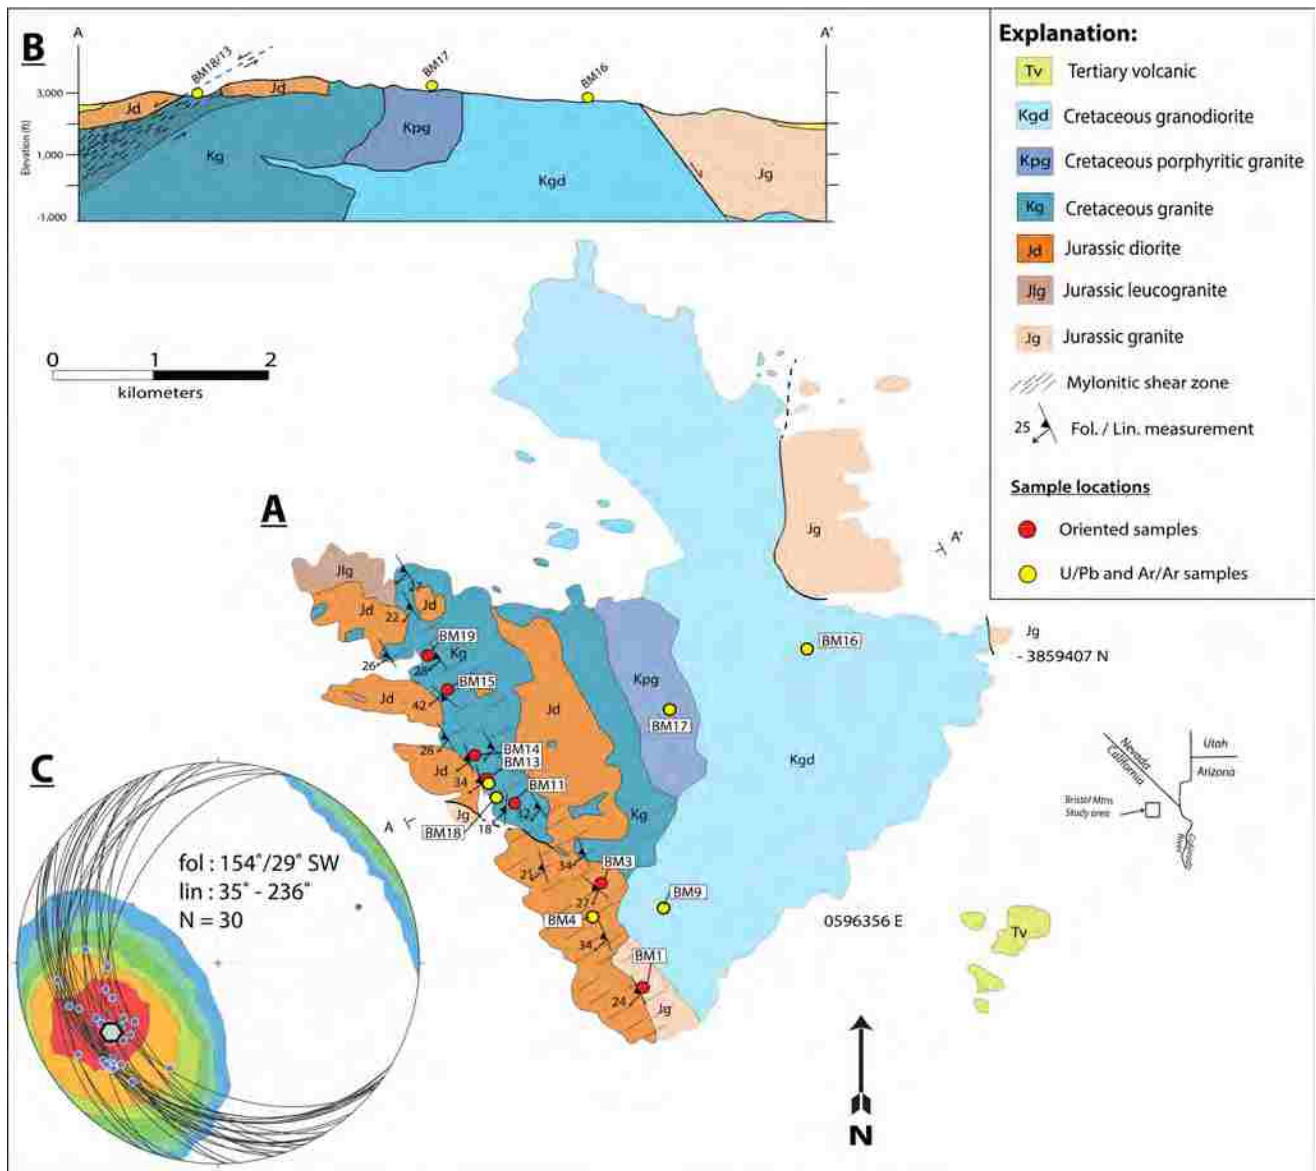 B
A
A'
BM18/13
BM17
BM16
3,000
1,000
-1,000
Elevation (ft)
Jd
Jd
Kg
Kpg
Kgd
Jg
Explanation:
Tv Tertiary volcanic
Kgd Cretaceous granodiorite
Kpg Cretaceous porphyritic granite
Kg Cretaceous granite
Jd Jurassic diorite
Jlg Jurassic leucogranite
Jg Jurassic granite
Mylonitic shear zone
25 Fol. / Lin. measurement
Sample locations
Oriented samples
U/Pb and Ar/Ar samples
0 1 2
kilometers
A
Jg
A'
Jlg
Jd
Jd
22
BM19
Kg
26
28
BM15
Jd
42
Jd
Kpg
BM16
Jg
- 3859407 N
BM17
Kgd
28
BM14
BM13
Jd
34
BM11
Jg
A
BM18
18
Kg
21
34
BM3
27
BM4
BM9
34
BM1
24
Jg
0596356 E
Tv
N
Nevada
California
Utah
Arizona
Bristol Mtns
Study area
Colorado
River
C
fol : 154°/29° SW
lin : 35° - 236°
N = 30